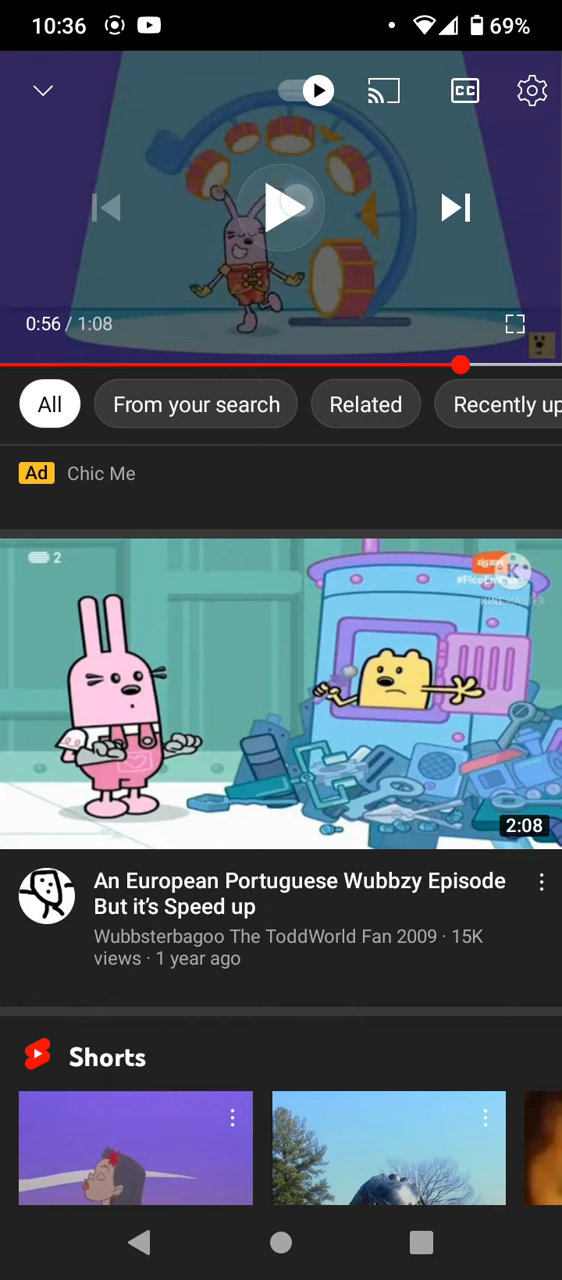 10:36
69%
CC
0:56 / 1:08
All
From your search
Related
Recently up
Ad
Chic Me
2
zigzag
K
2:08
An European Portuguese Wubbzy Episode
But it's Speed up
Wubbsterbagoo The ToddWorld Fan 2009 · 15K
views · 1 year ago
Shorts